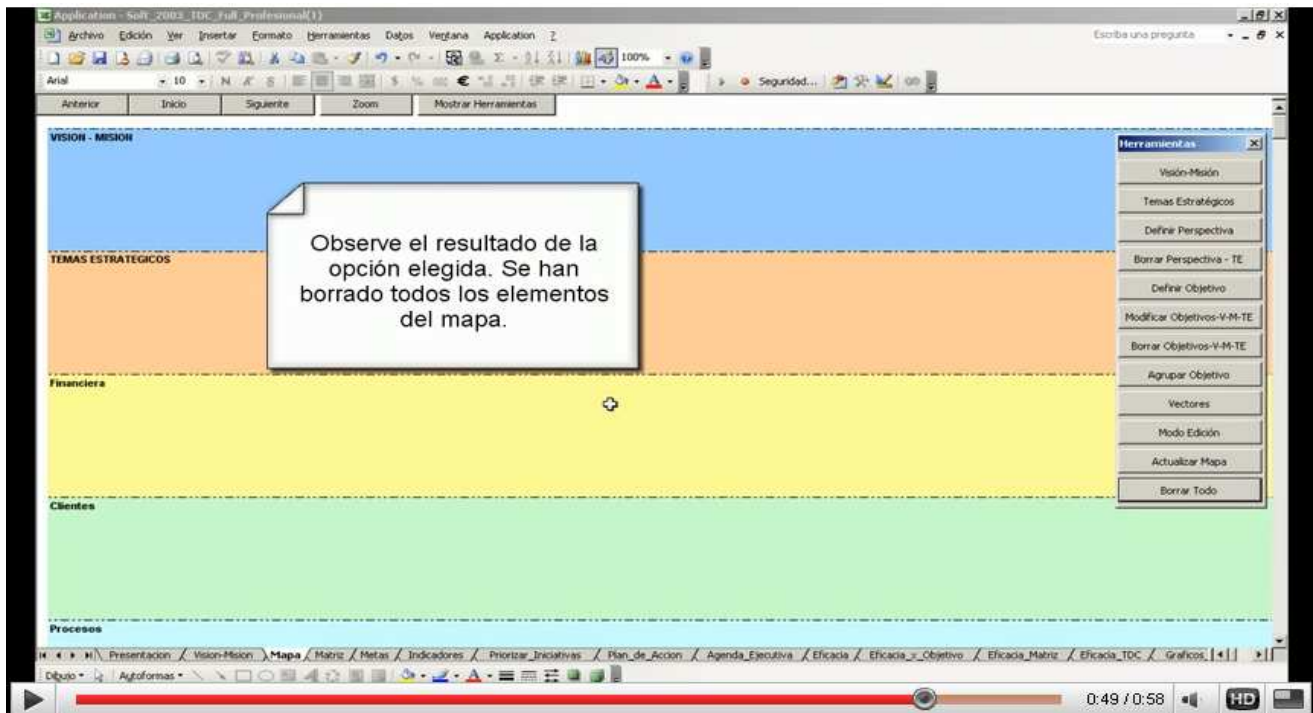 Application - Soft_2003_TDC_Full_Profesional(1)
Archivo Edición Ver Insertar Formato Herramientas Datos Ventana Application ?
Escriba una pregunta
100%
Arial 10 N K S $ % € Seguridad...
Anterior Inicio Siguiente Zoom Mostrar Herramientas
VISION - MISION
Herramientas
Visión-Misión
Temas Estratégicos
Definir Perspectiva
Borrar Perspectiva - TE
Definir Objetivo
Modificar Objetivos-V-M-TE
Borrar Objetivos-V-M-TE
Agrupar Objetivo
Vectores
Modo Edición
Actualizar Mapa
Borrar Todo
Observe el resultado de la
opción elegida. Se han
borrado todos los elementos
del mapa.
TEMAS ESTRATEGICOS
Financiera
Clientes
Procesos
Presentacion Vision-Mision Mapa Matriz Metas Indicadores Priorizar_Iniciativas Plan_de_Accion Agenda_Ejecutiva Eficacia Eficacia_x_Objetivo Eficacia_Matriz Eficacia_TDC Graficos
Dibujo Autoformas
0:49 / 0:58 HD